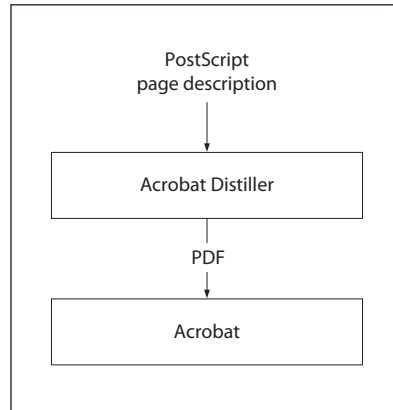 PostScript
page description
Acrobat Distiller
PDF
Acrobat